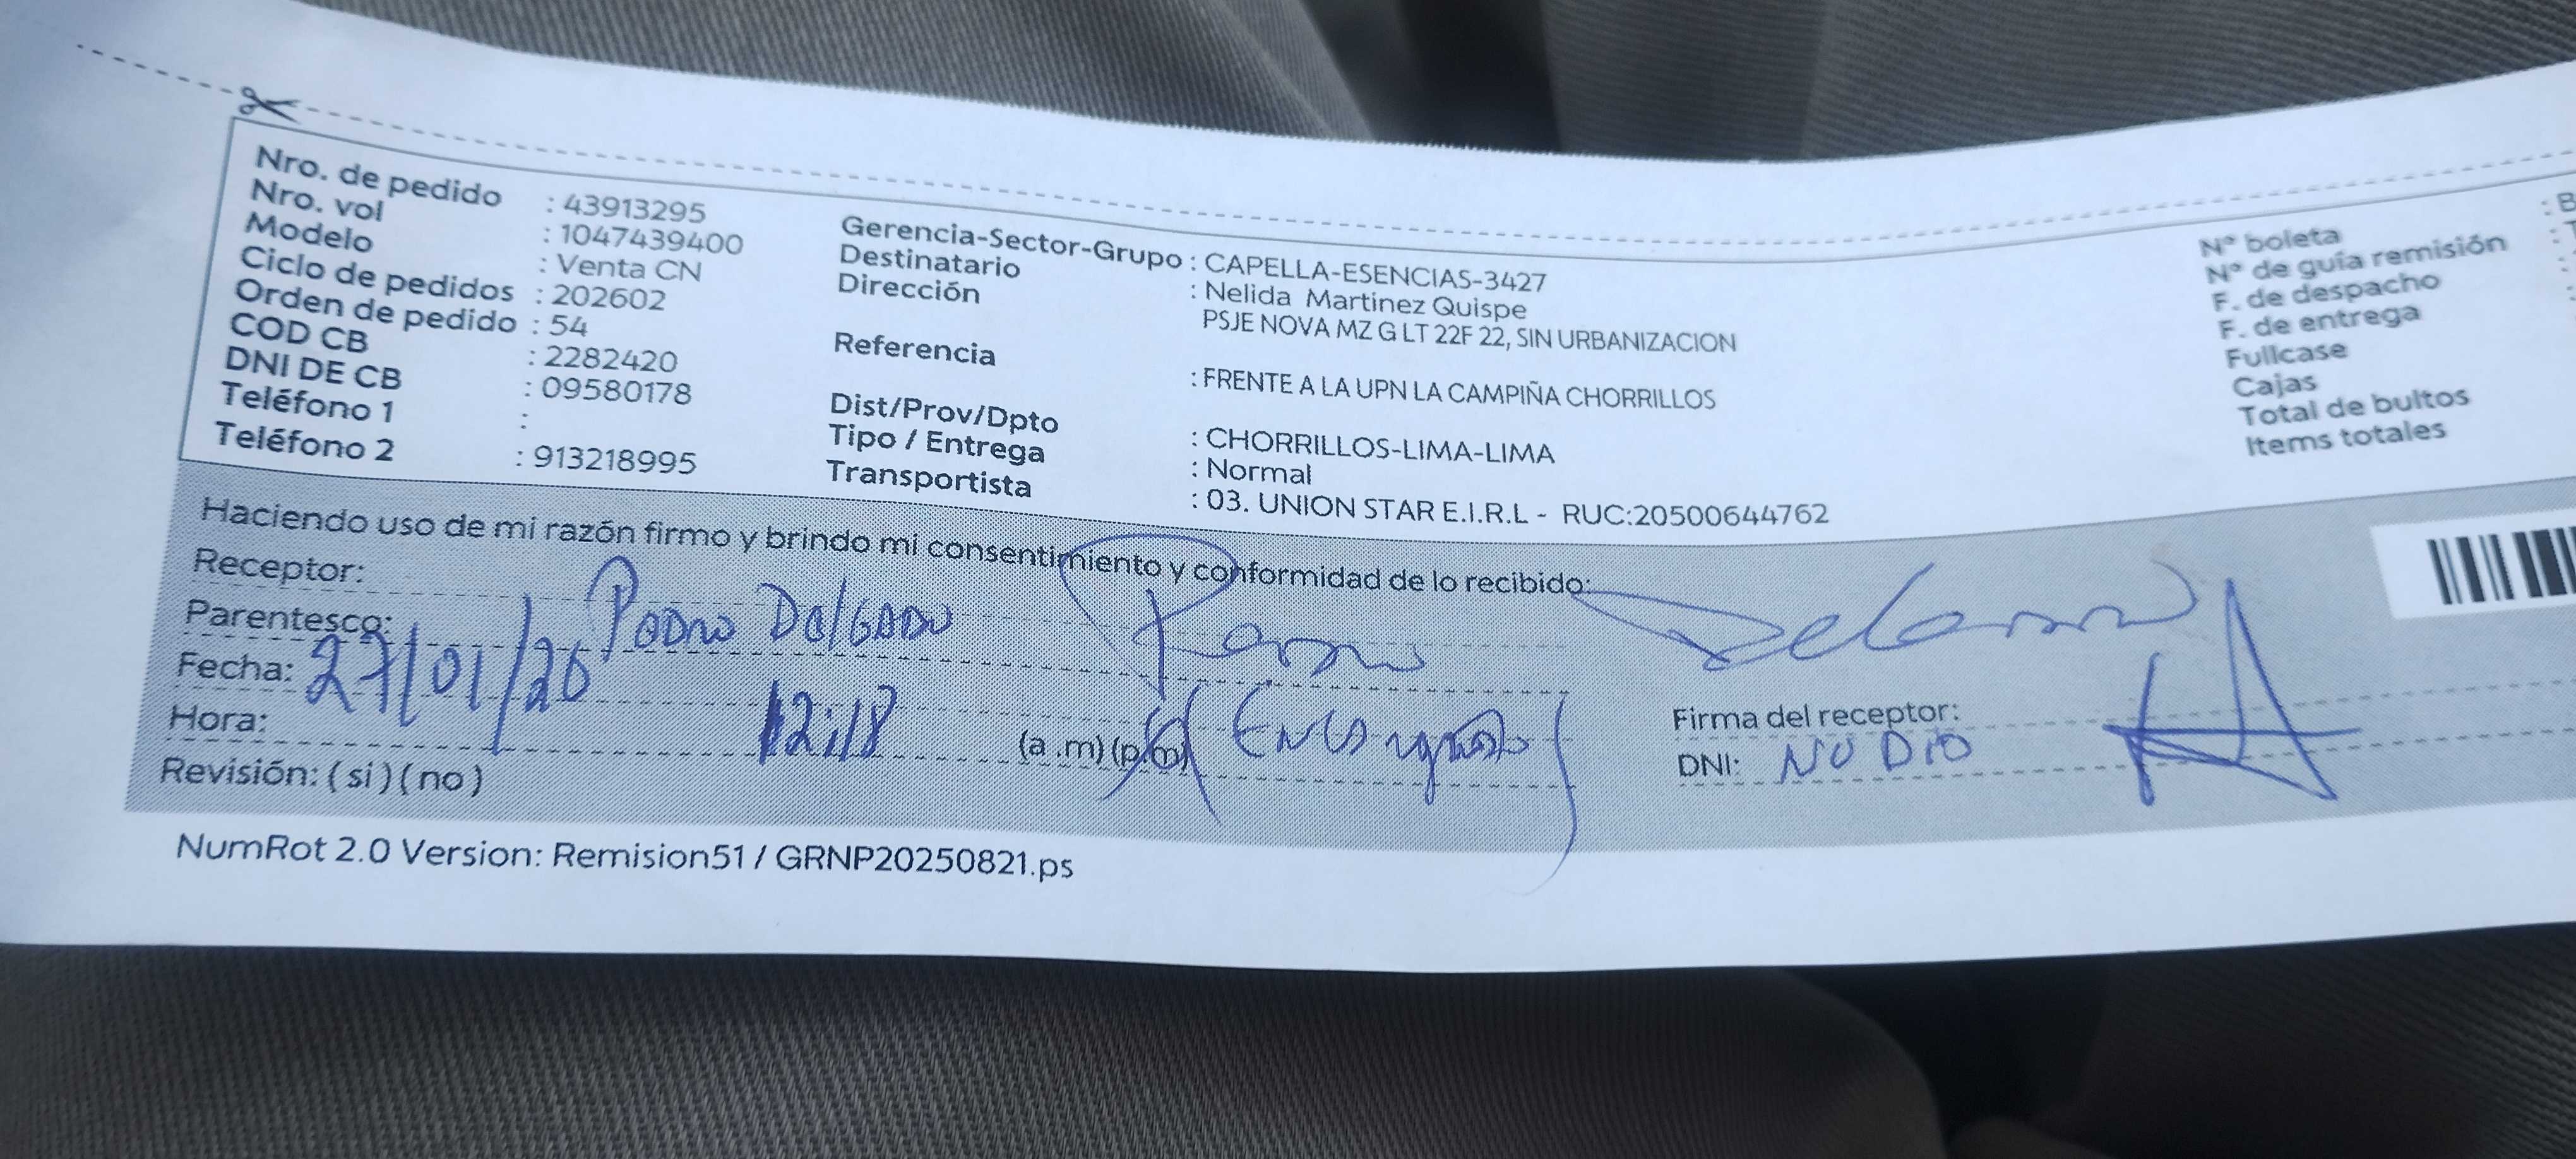 Nro. de pedido : 43913295
Nro. vol : 1047439400
Modelo : Venta CN
Ciclo de pedidos : 202602
Orden de pedido : 54
COD CB : 2282420
DNI DE CB : 09580178
Teléfono 1 :
Teléfono 2 : 913218995
Gerencia-Sector-Grupo : CAPELLA-ESENCIAS-3427
Destinatario : Nelida Martinez Quispe
Dirección PSJE NOVA MZ G LT 22F 22, SIN URBANIZACION
Referencia : FRENTE A LA UPN LA CAMPIÑA CHORRILLOS
Dist/Prov/Dpto : CHORRILLOS-LIMA-LIMA
Tipo / Entrega : Normal
Transportista : 03. UNION STAR E.I.R.L - RUC:20500644762
N° boleta : B
N° de guía remisión : T
F. de despacho :
F. de entrega :
Fullcase
Cajas
Total de bultos
Items totales
Haciendo uso de mi razón firmo y brindo mi consentimiento y conformidad de lo recibido:
Receptor: Pedro Delgado
Parentesco:
Fecha: 27/01/26
Hora: 12:18 (a .m) (p.m)
Revisión: ( si ) ( no )
Firma del receptor:
DNI: NO DIO
NumRot 2.0 Version: Remision51 / GRNP20250821.ps